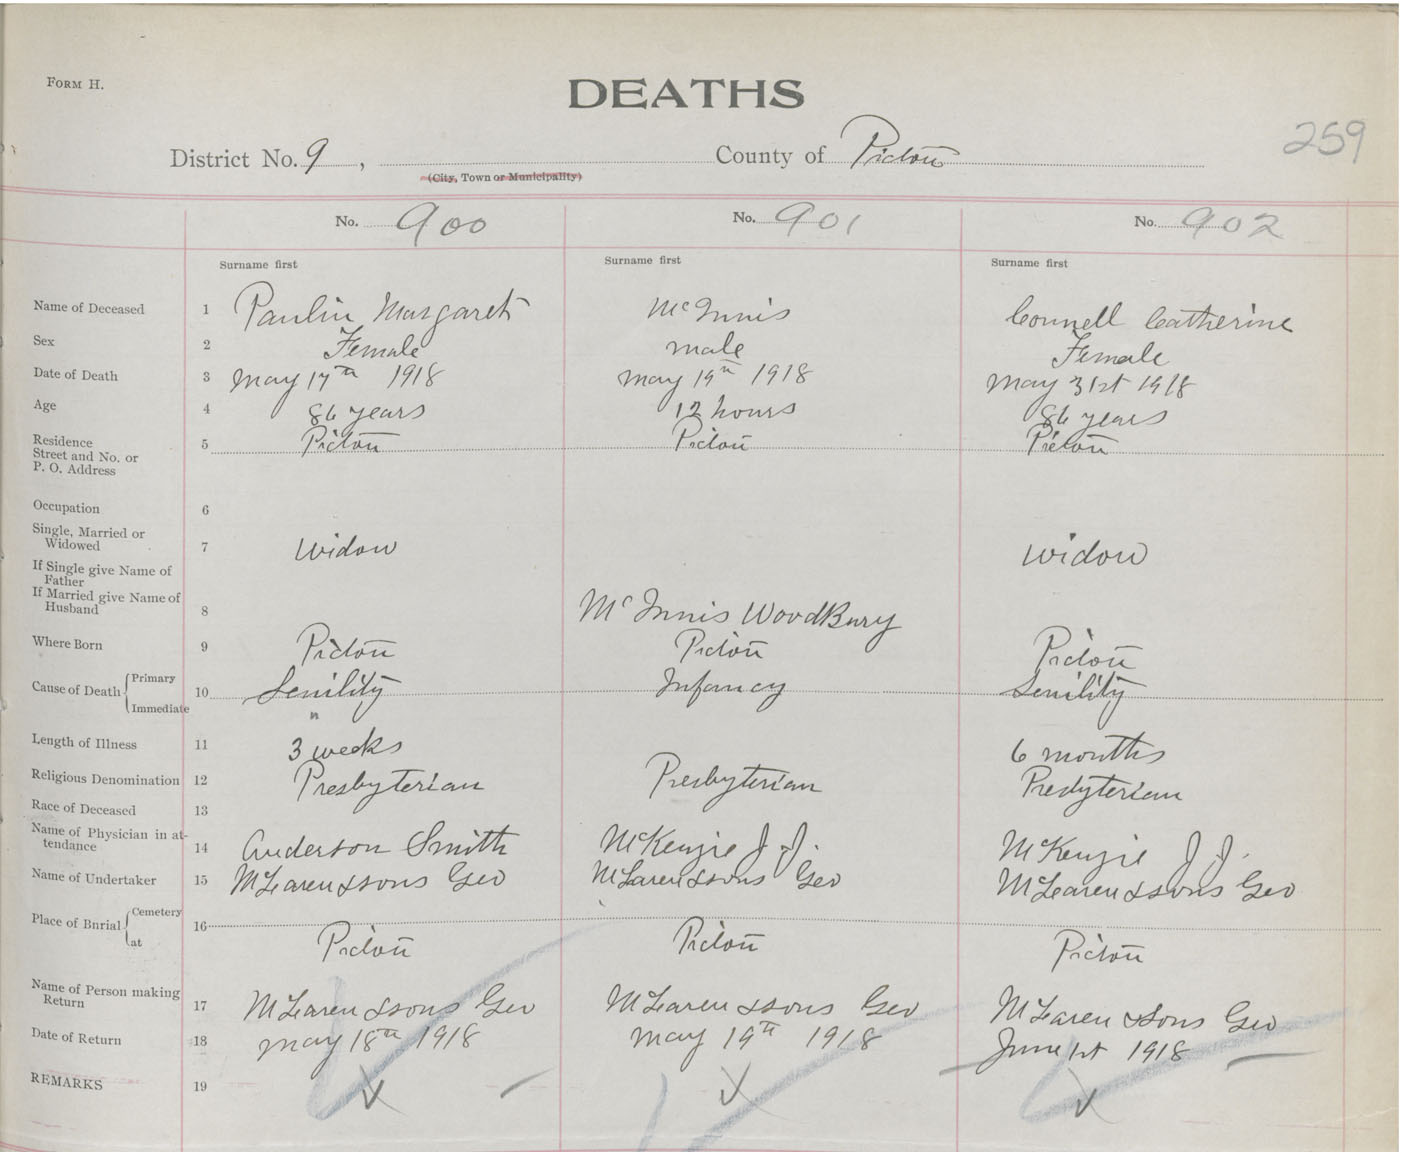 FORM H.
DEATHS
259
District No. 9 , County of Pictou
(City, Town or Municipality)
No. 900 No. 901 No. 902
Surname first Surname first Surname first
Name of Deceased 1 Paulin Margaret McInnis Connell Catherine
Sex 2 Female male Female
Date of Death 3 May 17th 1918 May 19th 1918 May 31st 1918
Age 4 86 years 12 hours 86 years
Residence
Street and No. or
P. O. Address 5 Pictou Pictou Pictou
Occupation 6
Single, Married or
Widowed 7 Widow Widow
If Single give Name of
Father
If Married give Name of
Husband 8 McInnis WoodBury
Where Born 9 Pictou Pictou Pictou
Cause of Death Primary
Immediate 10 Senility Infancy Senility
"
Length of Illness 11 3 weeks 6 months
Religious Denomination 12 Presbyterian Presbyterian Presbyterian
Race of Deceased 13
Name of Physician in at-
tendance 14 Anderson Smith McKenzie J. J. McKenzie J. J.
Name of Undertaker 15 McLaren & sons Geo McLaren & sons Geo McLaren & sons Geo
Place of Burial Cemetery
at 16 Pictou Pictou Pictou
Name of Person making
Return 17 McLaren & sons Geo McLaren & sons Geo McLaren & sons Geo
Date of Return 18 May 18th 1918 May 19th 1918 June 1st 1918
REMARKS 19